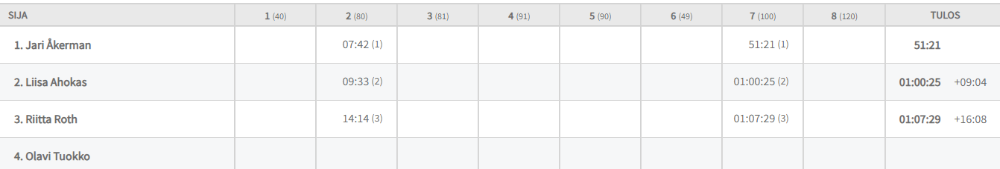 SIJA 1 (40) 2 (80) 3 (81) 4 (91) 5 (90) 6 (49) 7 (100) 8 (120) TULOS
1. Jari Åkerman 07:42 (1) 51:21 (1) 51:21
2. Liisa Ahokas 09:33 (2) 01:00:25 (2) 01:00:25 +09:04
3. Riitta Roth 14:14 (3) 01:07:29 (3) 01:07:29 +16:08
4. Olavi Tuokko